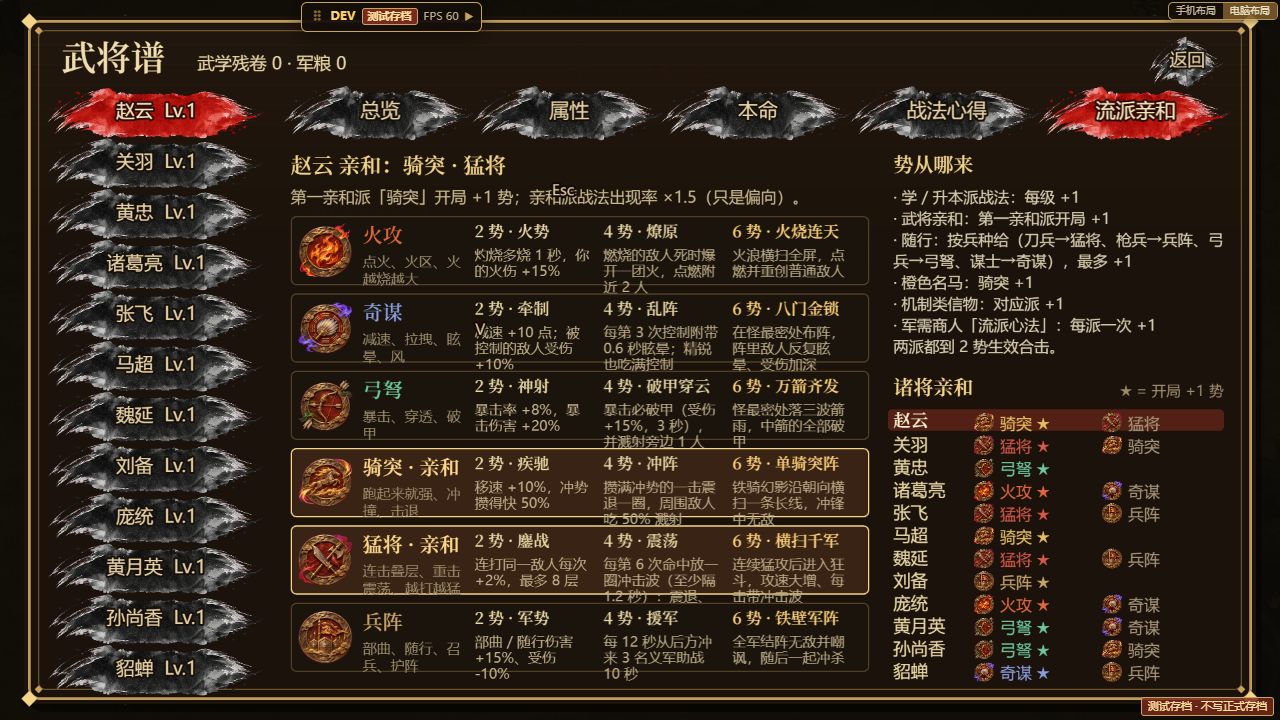 DEV 测试存档 FPS 60 ▶
手机布局 电脑布局
武将谱 武学残卷 0 · 军粮 0
返回
赵云 Lv.1
关羽 Lv.1
黄忠 Lv.1
诸葛亮 Lv.1
张飞 Lv.1
马超 Lv.1
魏延 Lv.1
刘备 Lv.1
庞统 Lv.1
黄月英 Lv.1
孙尚香 Lv.1
貂蝉 Lv.1
总览 属性 本命 战法心得 流派亲和
赵云 亲和：骑突 · 猛将
第一亲和派「骑突」开局 +1 势；亲和派战法出现率 ×1.5（只是偏向）。
Esc
火攻
点火、火区、火
越烧越大
2 势 · 火势
灼烧多烧 1 秒，你
的火伤 +15%
4 势 · 燎原
燃烧的敌人死时爆
开一团火，点燃附
近 2 人
6 势 · 火烧连天
火浪横扫全屏，点
燃并重创普通敌人
奇谋
减速、拉拽、眩
晕、风
2 势 · 牵制
速 +10 点；被
控制的敌人受伤
+10%
4 势 · 乱阵
每第 3 次控制附带
0.6 秒眩晕；精锐
也吃满控制
6 势 · 八门金锁
在怪最密处布阵，
阵里敌人反复眩
晕、受伤加深
弓弩
暴击、穿透、破
甲
2 势 · 神射
暴击率 +8%，暴
击伤害 +20%
4 势 · 破甲穿云
暴击必破甲（受伤
+15%，3 秒），
并溅射旁边 1 人
6 势 · 万箭齐发
怪最密处落三波箭
雨，中箭的全部破
甲
骑突 · 亲和
跑起来就强、冲
撞、击退
2 势 · 疾驰
移速 +10%，冲势
攒得快 50%
4 势 · 冲阵
攒满冲势的一击震
退一圈，周围敌人
吃 50% 溅射
6 势 · 单骑突阵
铁骑幻影沿朝向横
扫一条长线，冲锋
中无敌
猛将 · 亲和
连击叠层、重击
震荡、越打越猛
2 势 · 鏖战
连打同一敌人每次
+2%，最多 8 层
4 势 · 震荡
每第 6 次命中放一
圈冲击波（至少隔
1.2 秒）：震退、
6 势 · 横扫千军
连续猛攻后进入狂
斗，攻速大增、每
击带冲击波
兵阵
部曲、随行、召
兵、护阵
2 势 · 军势
部曲 / 随行伤害
+15%、受伤
-10%
4 势 · 援军
每 12 秒从后方冲
来 3 名义军助战
10 秒
6 势 · 铁壁军阵
全军结阵无敌并嘲
讽，随后一起冲杀
势从哪来
· 学 / 升本派战法：每级 +1
· 武将亲和：第一亲和派开局 +1
· 随行：按兵种给（刀兵→猛将、枪兵→兵阵、弓
兵→弓弩、谋士→奇谋），最多 +1
· 橙色名马：骑突 +1
· 机制类信物：对应派 +1
· 军需商人「流派心法」：每派一次 +1
两派都到 2 势生效合击。
诸将亲和 ★ = 开局 +1 势
赵云 骑突 ★ 猛将
关羽 猛将 ★ 骑突
黄忠 弓弩 ★
诸葛亮 火攻 ★ 奇谋
张飞 猛将 ★ 兵阵
马超 骑突 ★
魏延 猛将 ★ 兵阵
刘备 兵阵 ★
庞统 火攻 ★ 奇谋
黄月英 弓弩 ★ 奇谋
孙尚香 弓弩 ★ 骑突
貂蝉 奇谋 ★ 兵阵
测试存档 · 不写正式存档